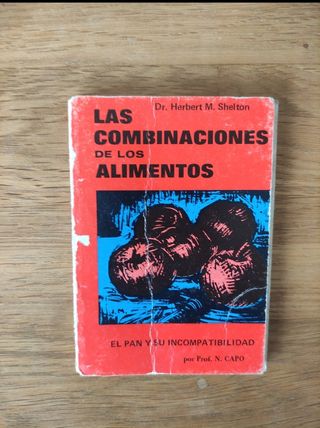 Dr. Herbert M. Shelton
LAS
COMBINACIONES
DE LOS
ALIMENTOS
EL PAN Y SU INCOMPATIBILIDAD
por Prof. N. CAPO